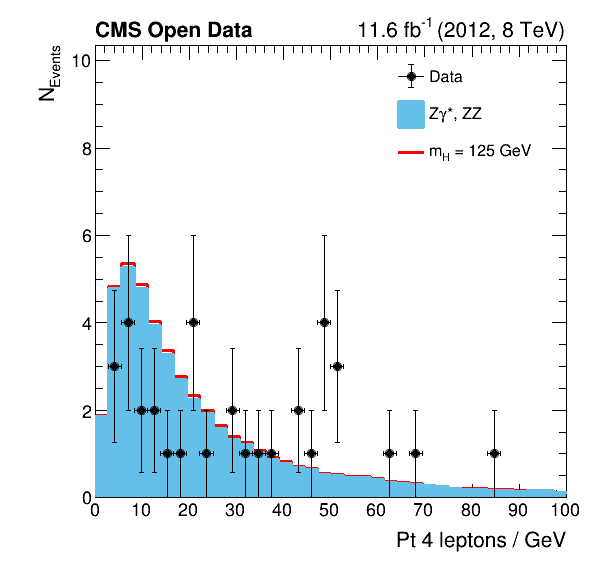 CMS Open Data 11.6 fb⁻¹ (2012, 8 TeV)
N_Events
Data
Zγ*, ZZ
m_H = 125 GeV
10
8
6
4
2
0
0 10 20 30 40 50 60 70 80 90 100
Pt 4 leptons / GeV